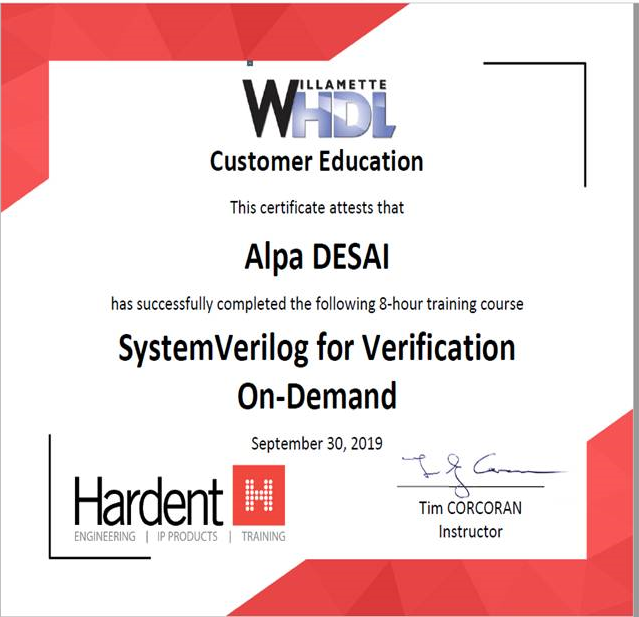 WILLAMETTE
HDL
Customer Education
This certificate attests that
Alpa DESAI
has successfully completed the following 8-hour training course
SystemVerilog for Verification
On-Demand
September 30, 2019
Hardent H
ENGINEERING | IP PRODUCTS | TRAINING
Tim CORCORAN
Instructor